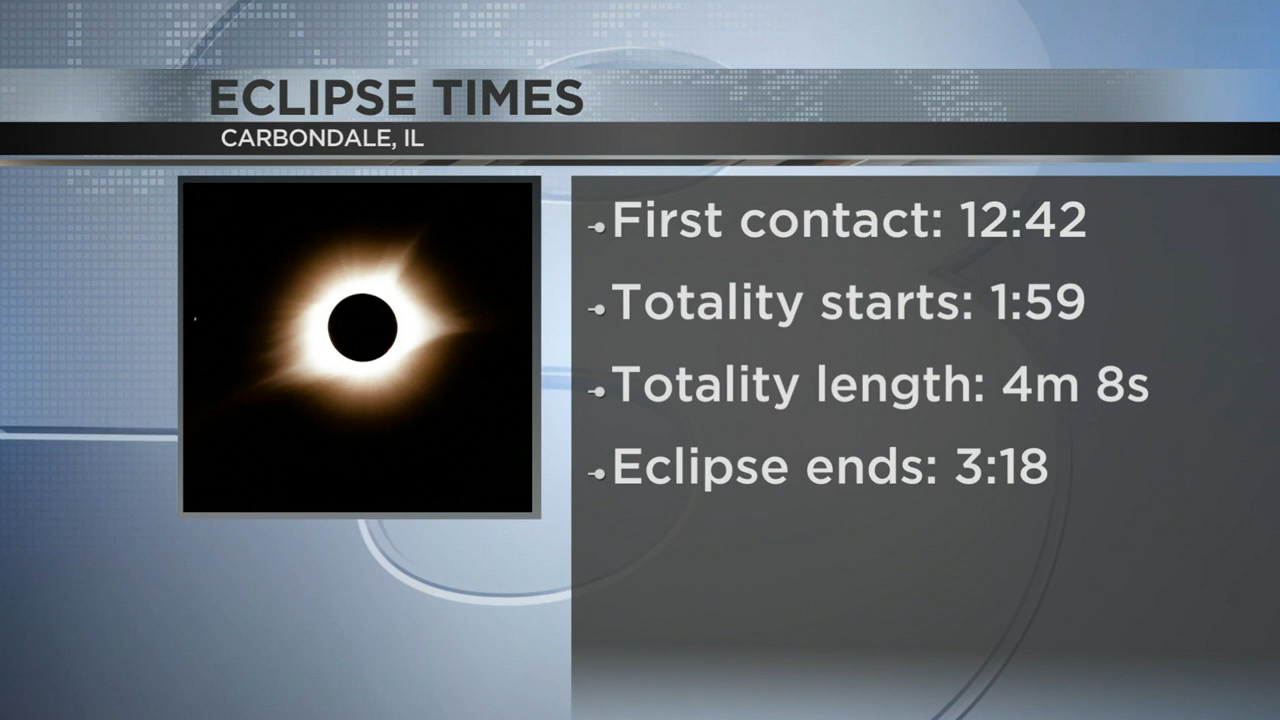 ECLIPSE TIMES
CARBONDALE, IL
First contact: 12:42
Totality starts: 1:59
Totality length: 4m 8s
Eclipse ends: 3:18